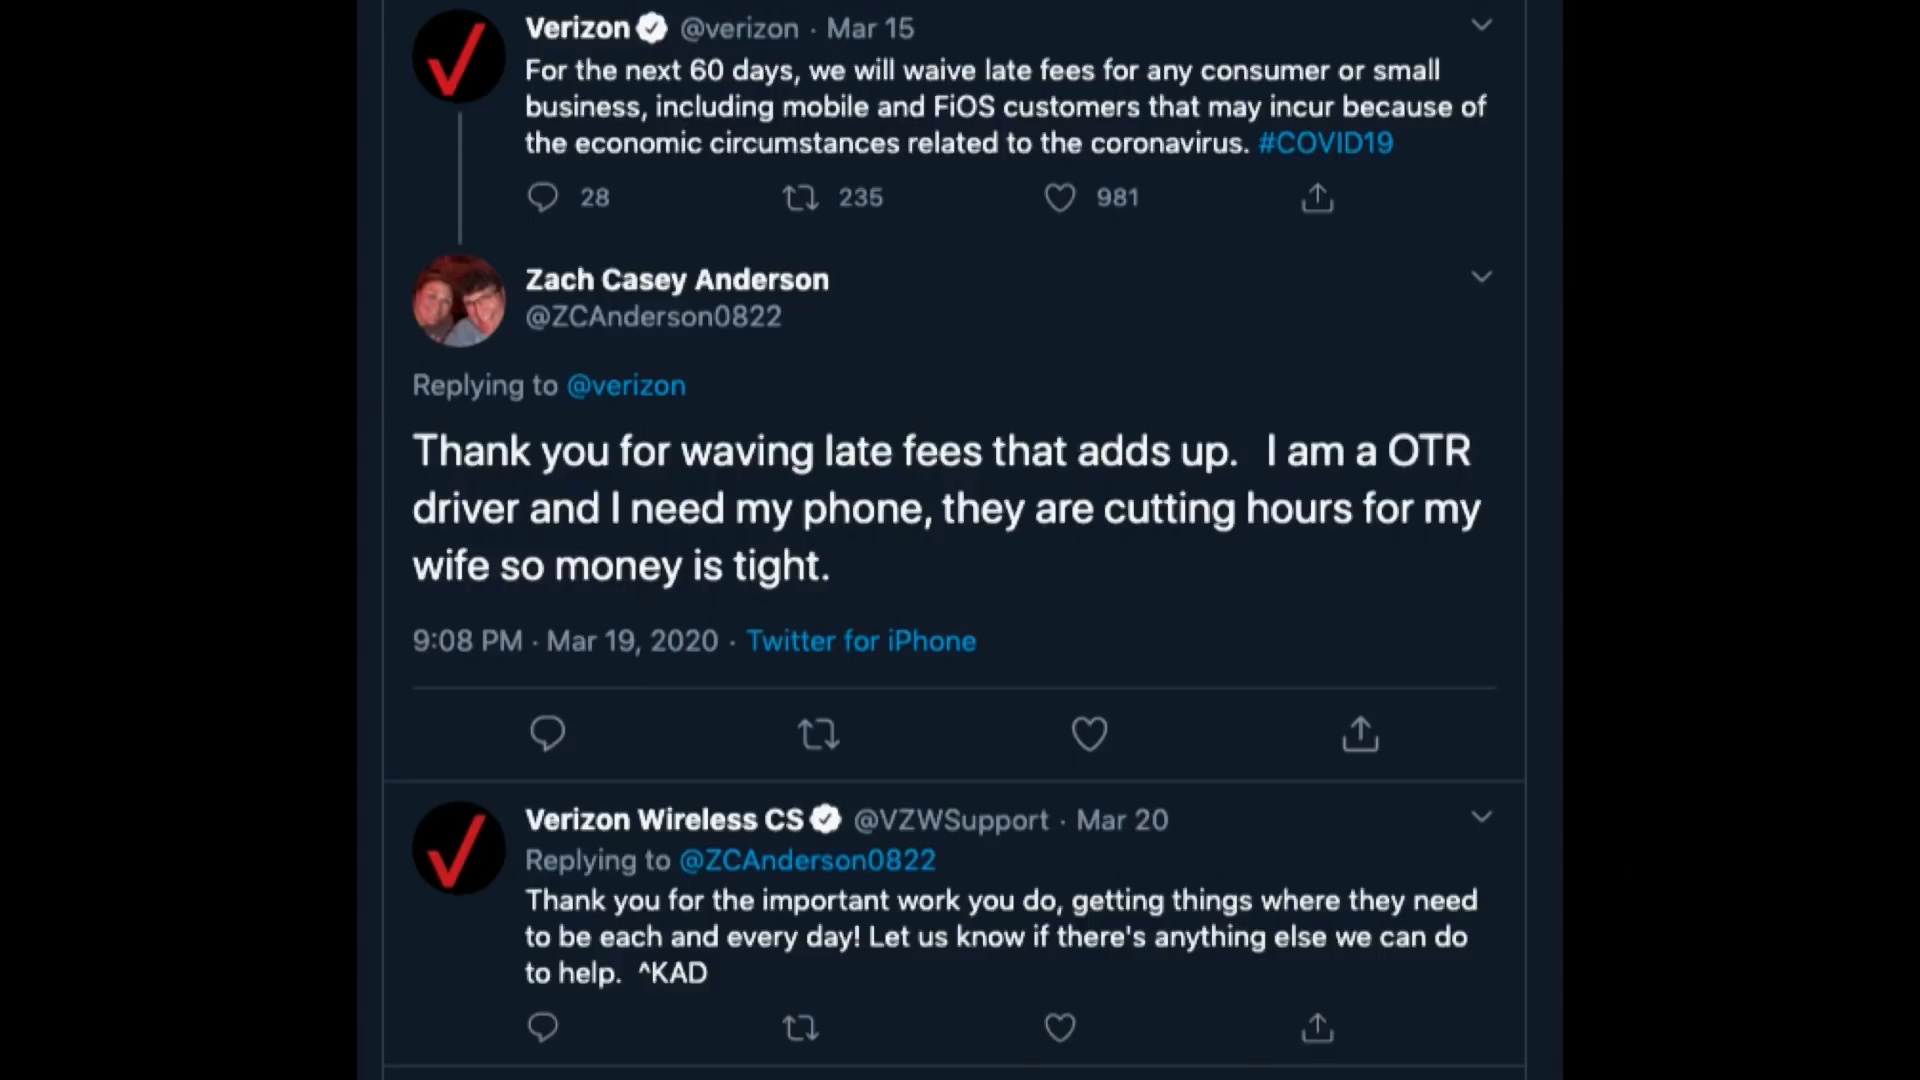 Verizon @verizon · Mar 15
For the next 60 days, we will waive late fees for any consumer or small
business, including mobile and FiOS customers that may incur because of
the economic circumstances related to the coronavirus. #COVID19
28 235 981
Zach Casey Anderson
@ZCAnderson0822
Replying to @verizon
Thank you for waving late fees that adds up.   I am a OTR
driver and I need my phone, they are cutting hours for my
wife so money is tight.
9:08 PM · Mar 19, 2020 · Twitter for iPhone
Verizon Wireless CS @VZWSupport · Mar 20
Replying to @ZCAnderson0822
Thank you for the important work you do, getting things where they need
to be each and every day! Let us know if there's anything else we can do
to help.  ^KAD